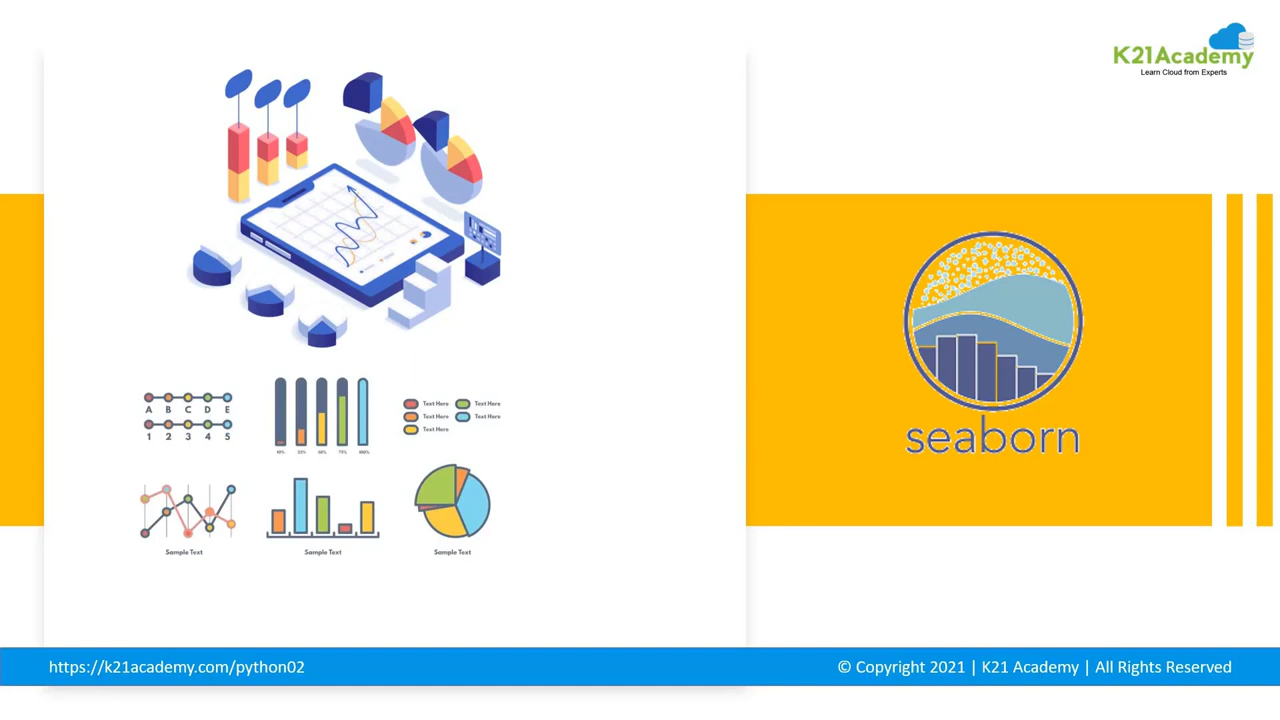 K21Academy
Learn Cloud from Experts
A B C D E
1 2 3 4 5
Text Here Text Here
Text Here Text Here
Text Here
Sample Text Sample Text Sample Text
seaborn
https://k21academy.com/python02
© Copyright 2021 | K21 Academy | All Rights Reserved